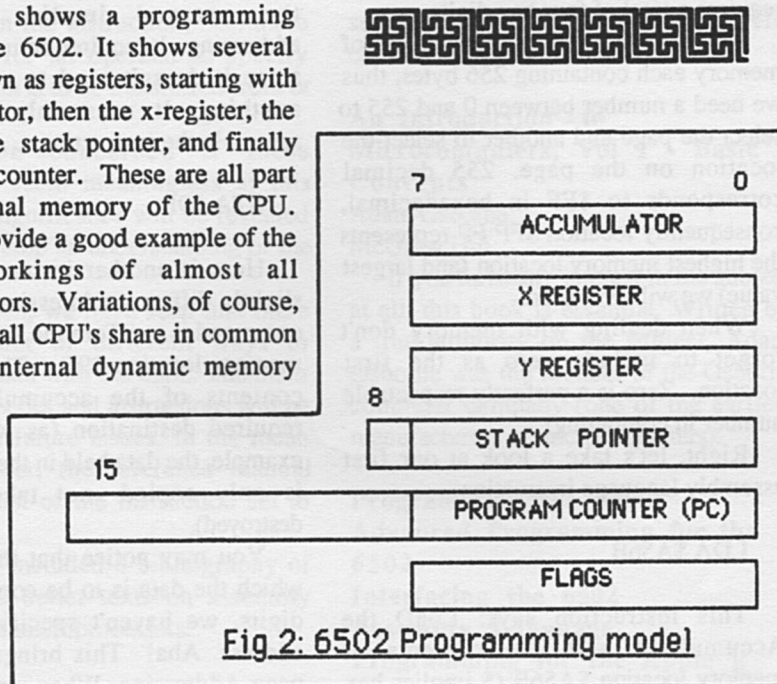 shows a programming
6502. It shows several
n as registers, starting with
tor, then the x-register, the
e stack pointer, and finally
counter. These are all part
nal memory of the CPU.
ovide a good example of the
orkings of almost all
ors. Variations, of course,
all CPU's share in common
nternal dynamic memory
7 0
ACCUMULATOR
X REGISTER
Y REGISTER
8
STACK POINTER
15
PROGRAM COUNTER (PC)
FLAGS
Fig.2: 6502 Programming model